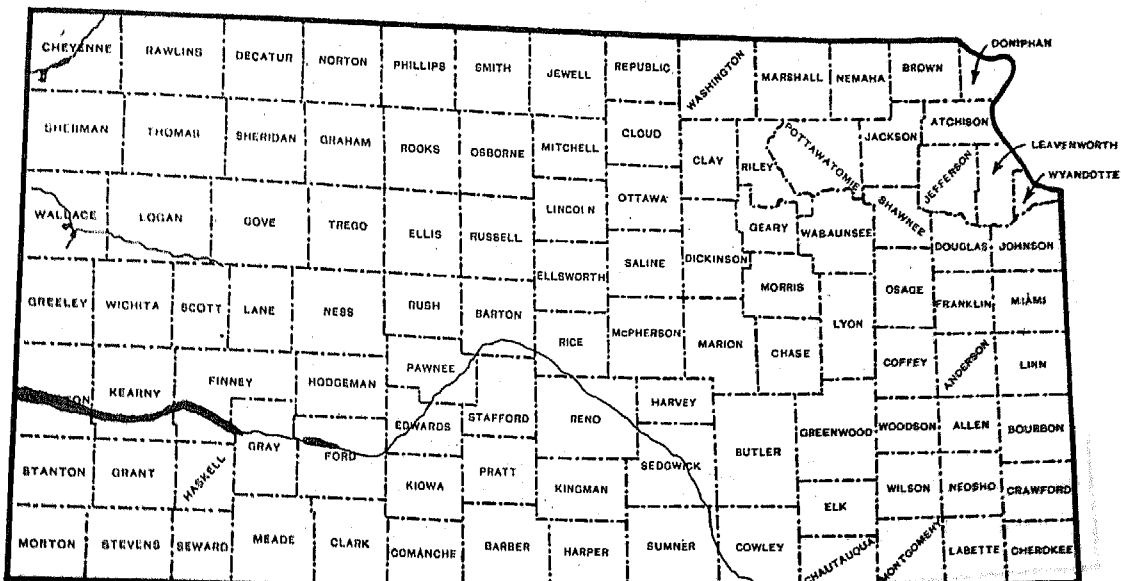 CHEYENNE
RAWLINS
DECATUR
NORTON
PHILLIPS
SMITH
JEWELL
REPUBLIC
WASHINGTON
MARSHALL
NEMAHA
BROWN
DONIPHAN
SHERMAN
THOMAS
SHERIDAN
GRAHAM
ROOKS
OSBORNE
MITCHELL
CLOUD
CLAY
RILEY
POTTAWATOMIE
JACKSON
ATCHISON
JEFFERSON
LEAVENWORTH
WYANDOTTE
WALLACE
LOGAN
GOVE
TREGO
ELLIS
RUSSELL
LINCOLN
OTTAWA
GEARY
WABAUNSEE
SHAWNEE
DOUGLAS
JOHNSON
ELLSWORTH
SALINE
DICKINSON
MORRIS
OSAGE
FRANKLIN
MIAMI
GREELEY
WICHITA
SCOTT
LANE
NESS
RUSH
BARTON
RICE
McPHERSON
MARION
CHASE
LYON
COFFEY
ANDERSON
LINN
KEARNY
FINNEY
HODGEMAN
PAWNEE
EDWARDS
STAFFORD
RENO
HARVEY
BUTLER
GREENWOOD
WOODSON
ALLEN
BOURBON
STANTON
GRANT
HASKELL
GRAY
FORD
KIOWA
PRATT
KINGMAN
SEDGWICK
ELK
WILSON
NEOSHO
CRAWFORD
MORTON
STEVENS
SEWARD
MEADE
CLARK
COMANCHE
BARBER
HARPER
SUMNER
COWLEY
CHAUTAUQUA
MONTGOMERY
LABETTE
CHEROKEE